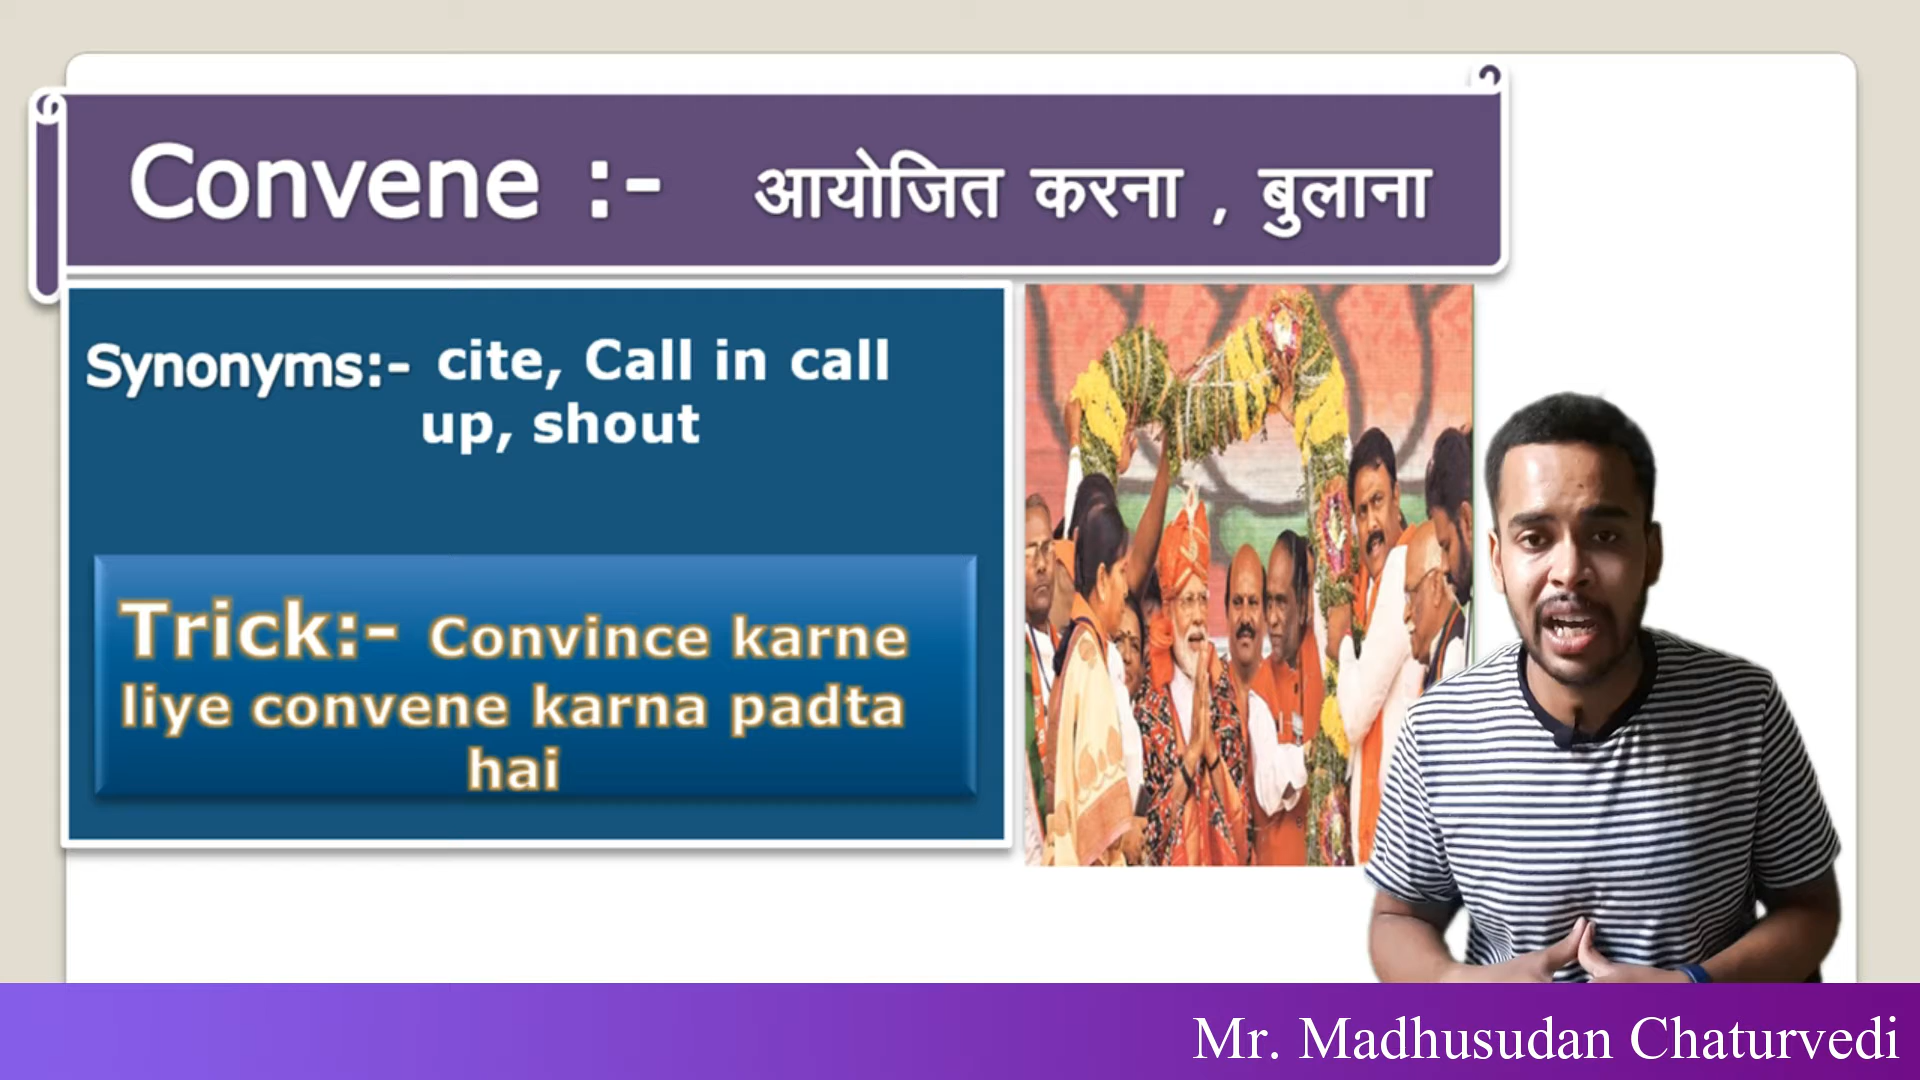 Convene :- आयोजित करना , बुलाना
Synonyms:- cite, Call in call
up, shout
Trick:- Convince karne
liye convene karna padta
hai
Mr. Madhusudan Chaturvedi